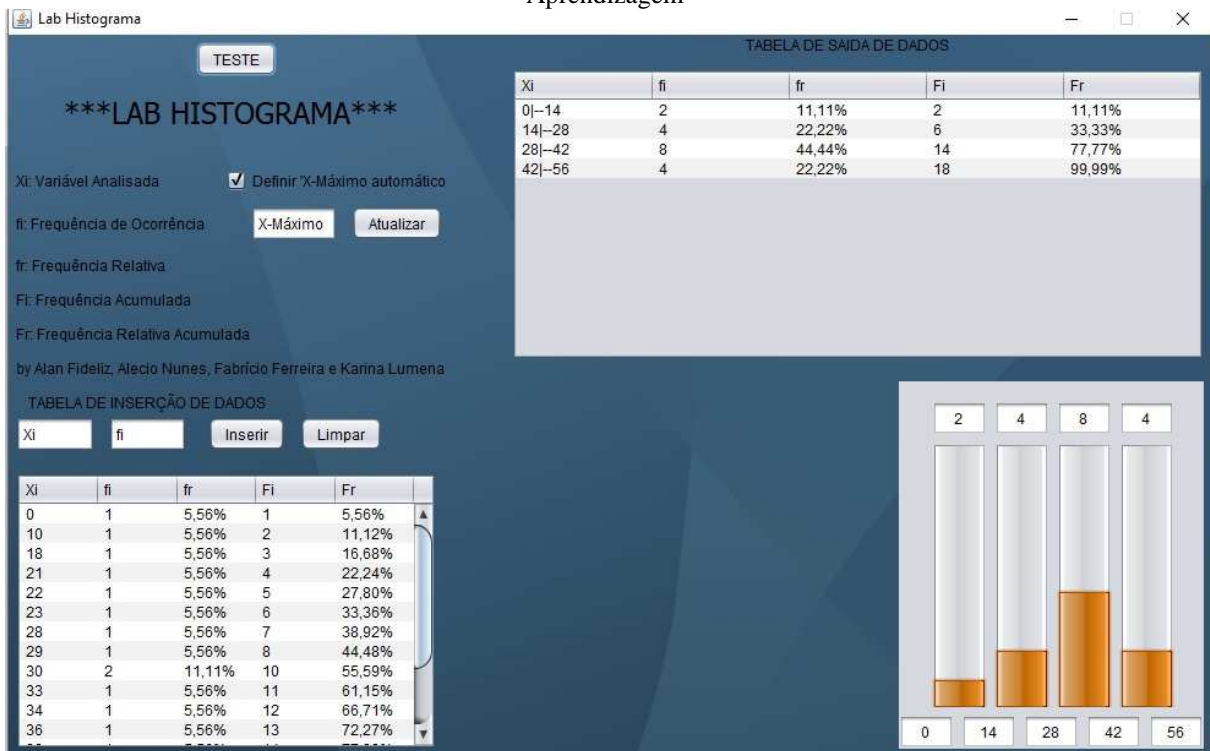 Aprendizagem
Lab Histograma
TESTE
***LAB HISTOGRAMA***
Xi: Variável Analisada
Definir 'X-Máximo automático
fi: Frequência de Ocorrência
X-Máximo
Atualizar
fr: Frequência Relativa
Fi: Frequência Acumulada
Fr: Frequência Relativa Acumulada
by Alan Fideliz, Alecio Nunes, Fabrício Ferreira e Karina Lumena
TABELA DE INSERÇÃO DE DADOS
Xi fi Inserir Limpar
Xi fi fr Fi Fr
0 1 5,56% 1 5,56%
10 1 5,56% 2 11,12%
18 1 5,56% 3 16,68%
21 1 5,56% 4 22,24%
22 1 5,56% 5 27,80%
23 1 5,56% 6 33,36%
28 1 5,56% 7 38,92%
29 1 5,56% 8 44,48%
30 2 11,11% 10 55,59%
33 1 5,56% 11 61,15%
34 1 5,56% 12 66,71%
36 1 5,56% 13 72,27%
TABELA DE SAIDA DE DADOS
Xi fi fr Fi Fr
0|--14 2 11,11% 2 11,11%
14|--28 4 22,22% 6 33,33%
28|--42 8 44,44% 14 77,77%
42|--56 4 22,22% 18 99,99%
2 4 8 4
0 14 28 42 56